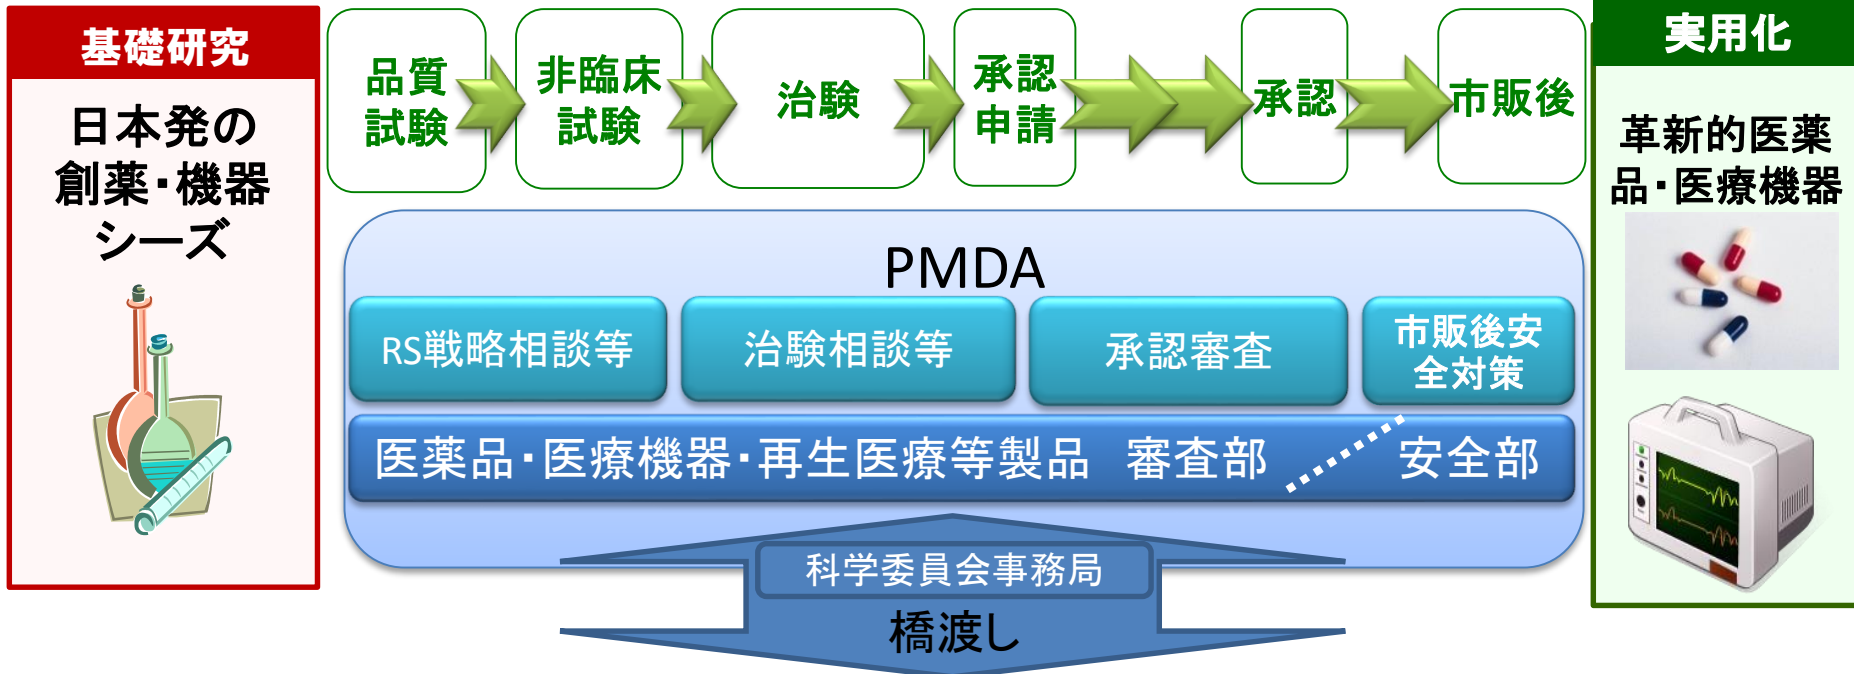 基礎研究
日本発の
創薬・機器
シーズ
品質
試験
非臨床
試験
治験
承認
申請
承認
市販後
実用化
革新的医薬
品・医療機器
PMDA
RS戦略相談等
治験相談等
承認審査
市販後安
全対策
医薬品・医療機器・再生医療等製品　審査部
安全部
科学委員会事務局
橋渡し